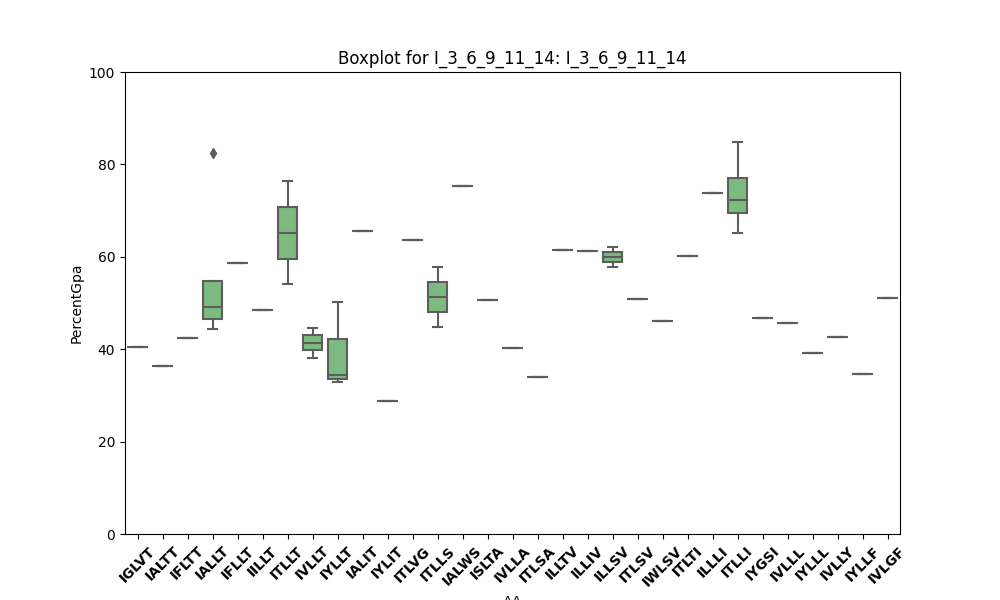 Boxplot for I_3_6_9_11_14: I_3_6_9_11_14
100
80
60
40
20
0
PercentGpa
IGLVT
IALTT
IFLTT
IALLT
IFLLT
IILLT
ITLLT
IVLLT
IYLLT
IALIT
IYLIT
ITLVG
ITLLS
IALWS
ISLTA
IVLLA
ITLSA
ILLTV
ILLIV
ILLSV
ITLSV
IWLSV
ITLTI
ILLLI
ITLLI
IYGSI
IVLLL
IYLLL
IVLLY
IYLLF
IVLGF
AA